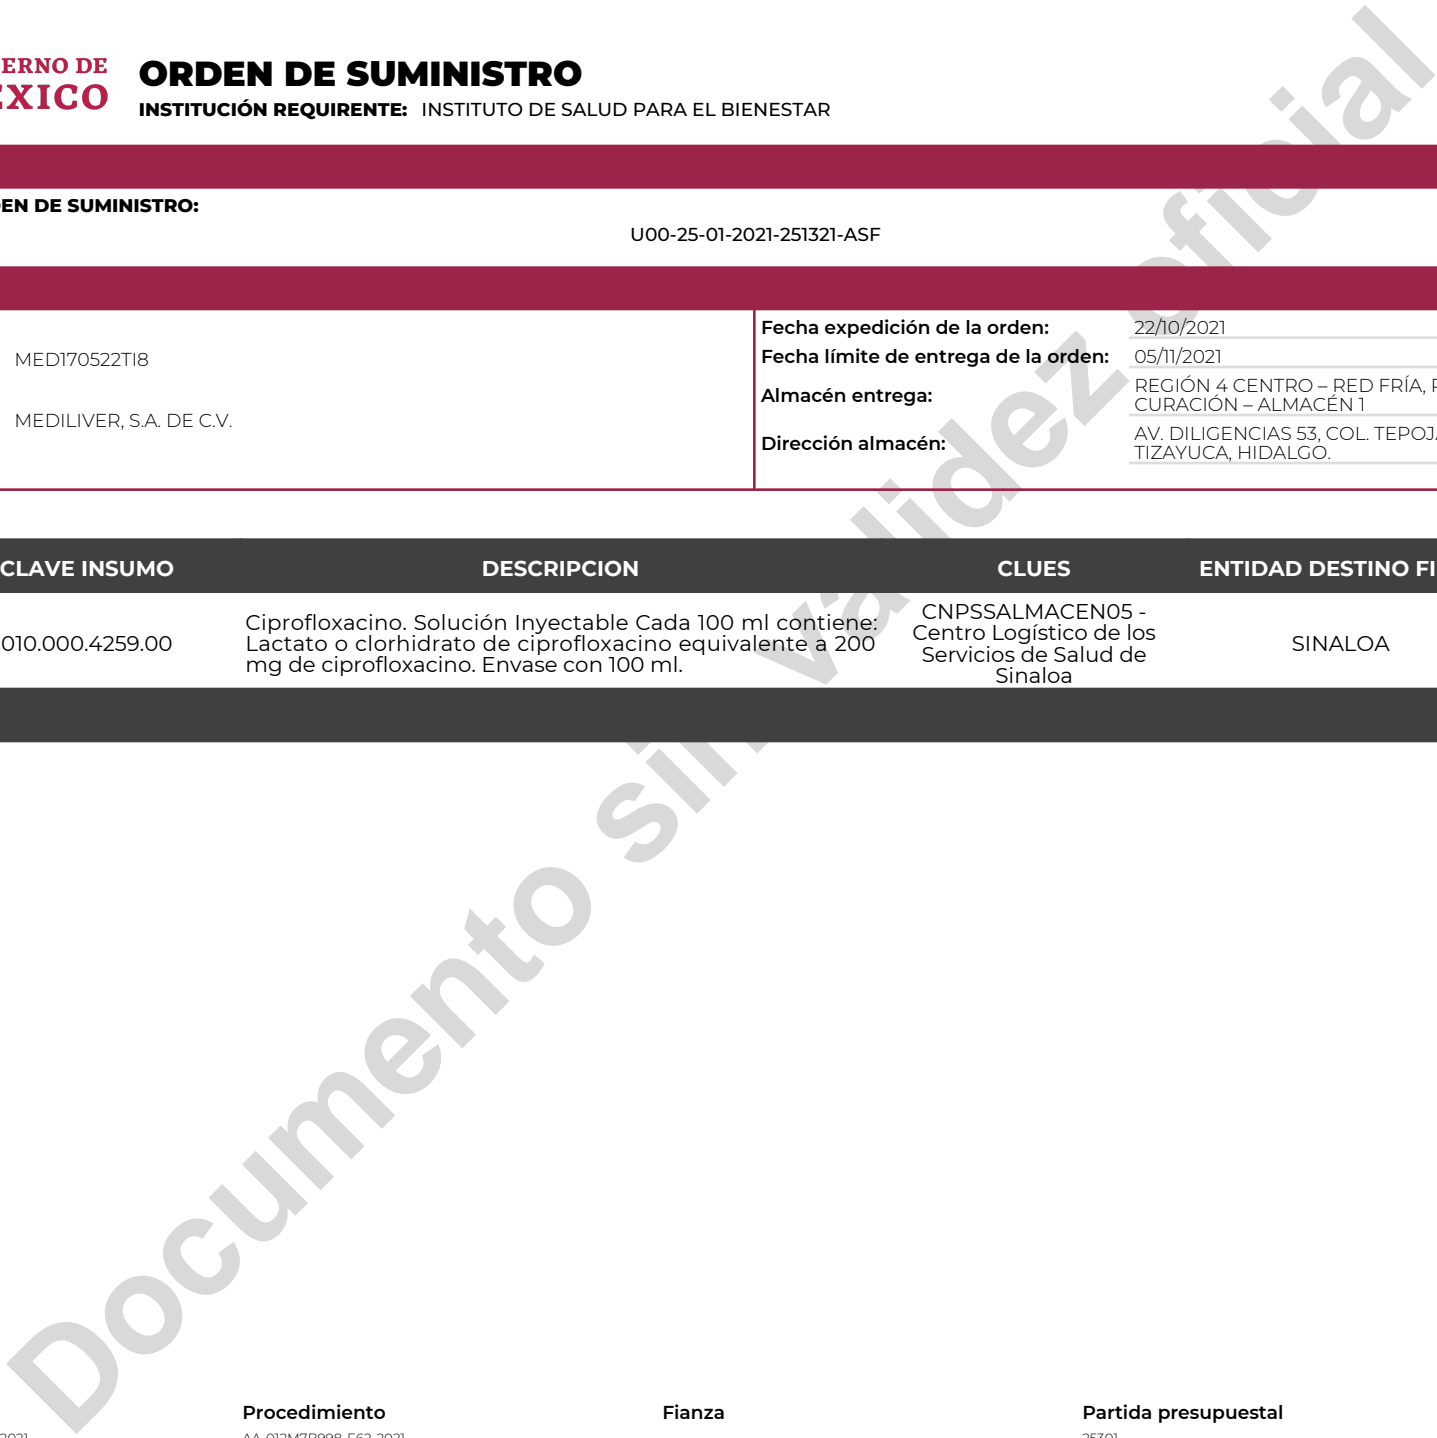 ERNO DE
EXICO
ORDEN DE SUMINISTRO
INSTITUCIÓN REQUIRENTE: INSTITUTO DE SALUD PARA EL BIENESTAR
EN DE SUMINISTRO:
U00-25-01-2021-251321-ASF
MED170522TI8
MEDILIVER, S.A. DE C.V.
Fecha expedición de la orden: 22/10/2021
Fecha límite de entrega de la orden: 05/11/2021
Almacén entrega: REGIÓN 4 CENTRO – RED FRÍA,
CURACIÓN – ALMACÉN 1
Dirección almacén: AV. DILIGENCIAS 53, COL. TEPOJ
TIZAYUCA, HIDALGO.
CLAVE INSUMO DESCRIPCION CLUES ENTIDAD DESTINO FI
010.000.4259.00
Ciprofloxacino. Solución Inyectable Cada 100 ml contiene:
Lactato o clorhidrato de ciprofloxacino equivalente a 200
mg de ciprofloxacino. Envase con 100 ml.
CNPSSALMACEN05 -
Centro Logístico de los
Servicios de Salud de
Sinaloa
SINALOA
Documento sin validez oficial
Procedimiento Fianza Partida presupuestal